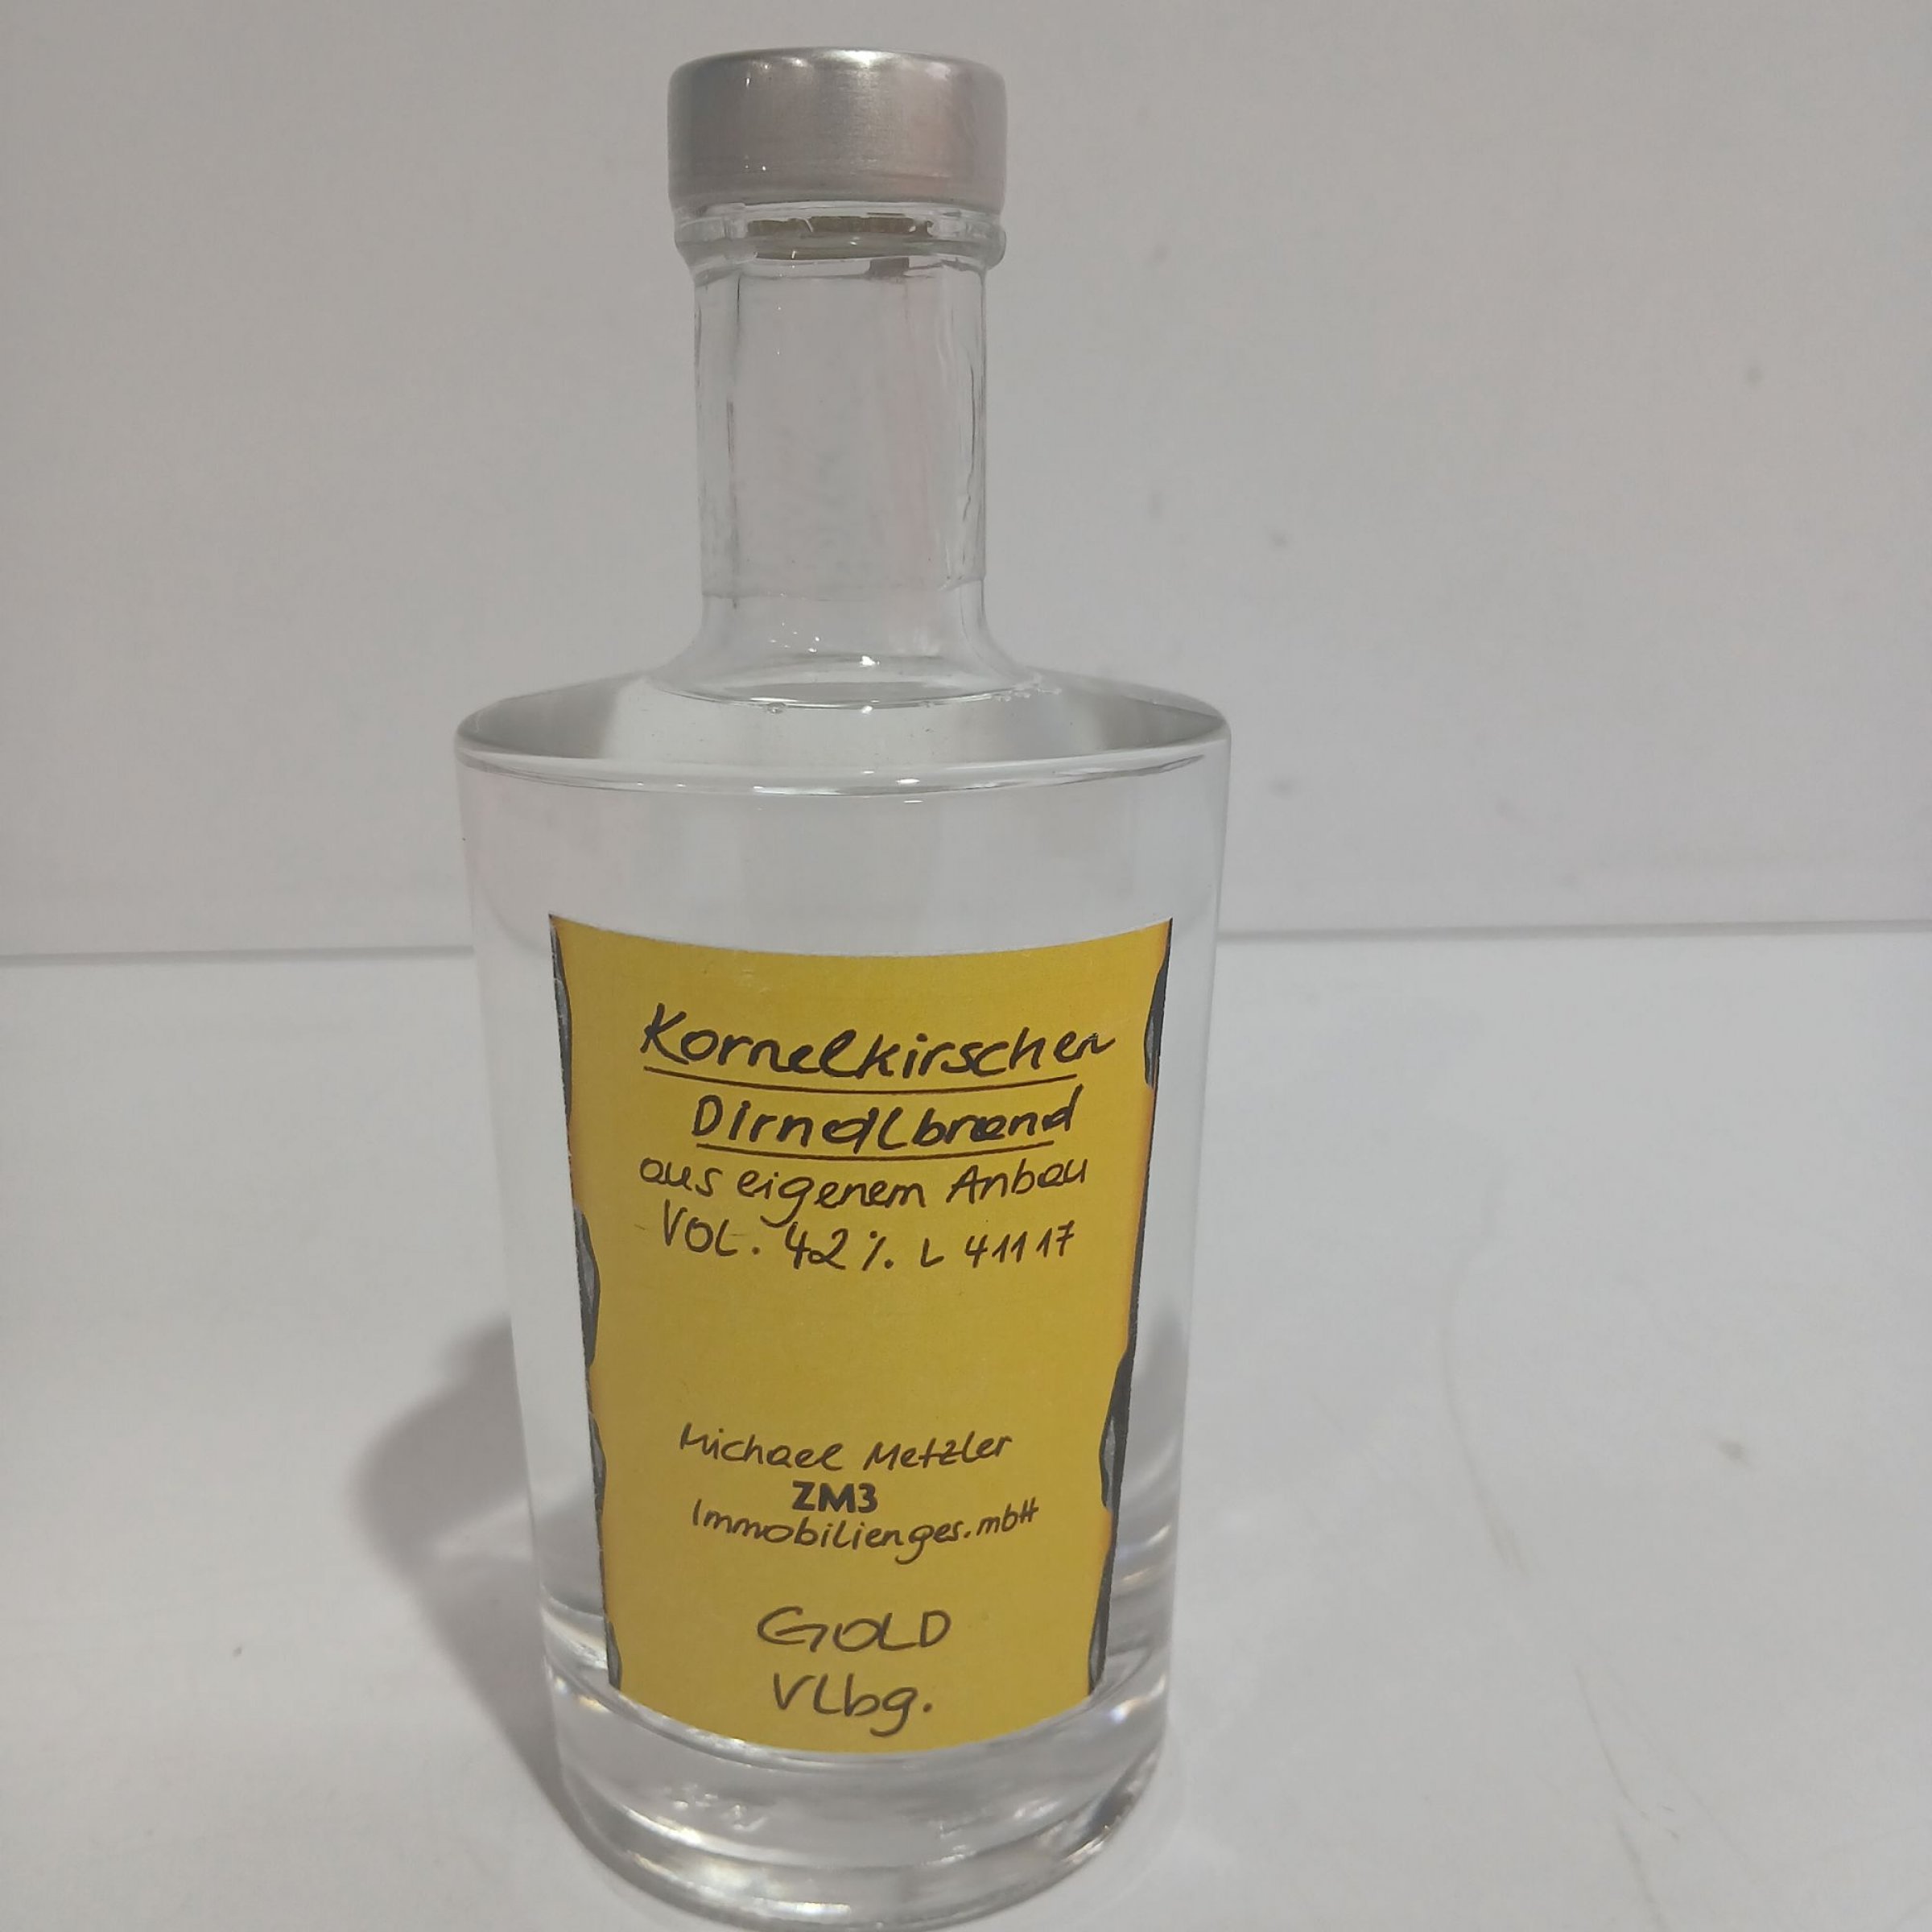 Kornelkirschen
Dirndlbrand
aus eigenem Anbau
VOL. 42%. L 41117
Michael Metzler
ZM3
Immobilienges.mbH
GOLD
Vlbg.